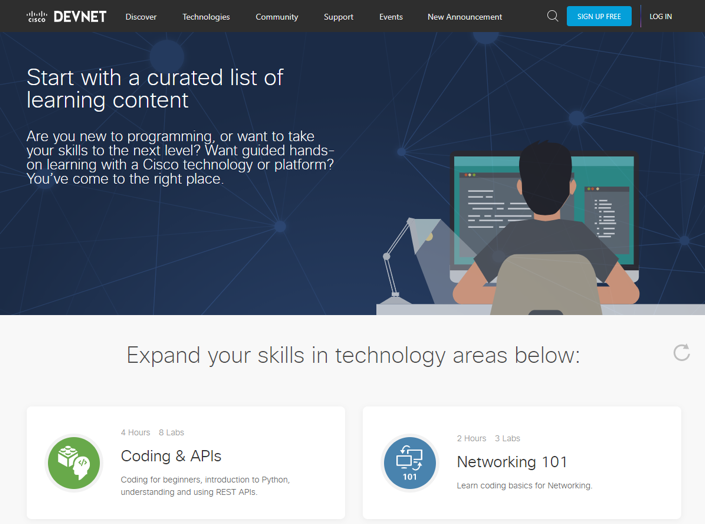 CISCO DEVNET Discover Technologies Community Support Events New Announcement SIGN UP FREE LOG IN
Start with a curated list of
learning content
Are you new to programming, or want to take
your skills to the next level? Want guided hands-
on learning with a Cisco technology or platform?
You've come to the right place.
Expand your skills in technology areas below:
4 Hours 8 Labs
Coding & APIs
Coding for beginners, introduction to Python,
understanding and using REST APIs.
101
2 Hours 3 Labs
Networking 101
Learn coding basics for Networking.